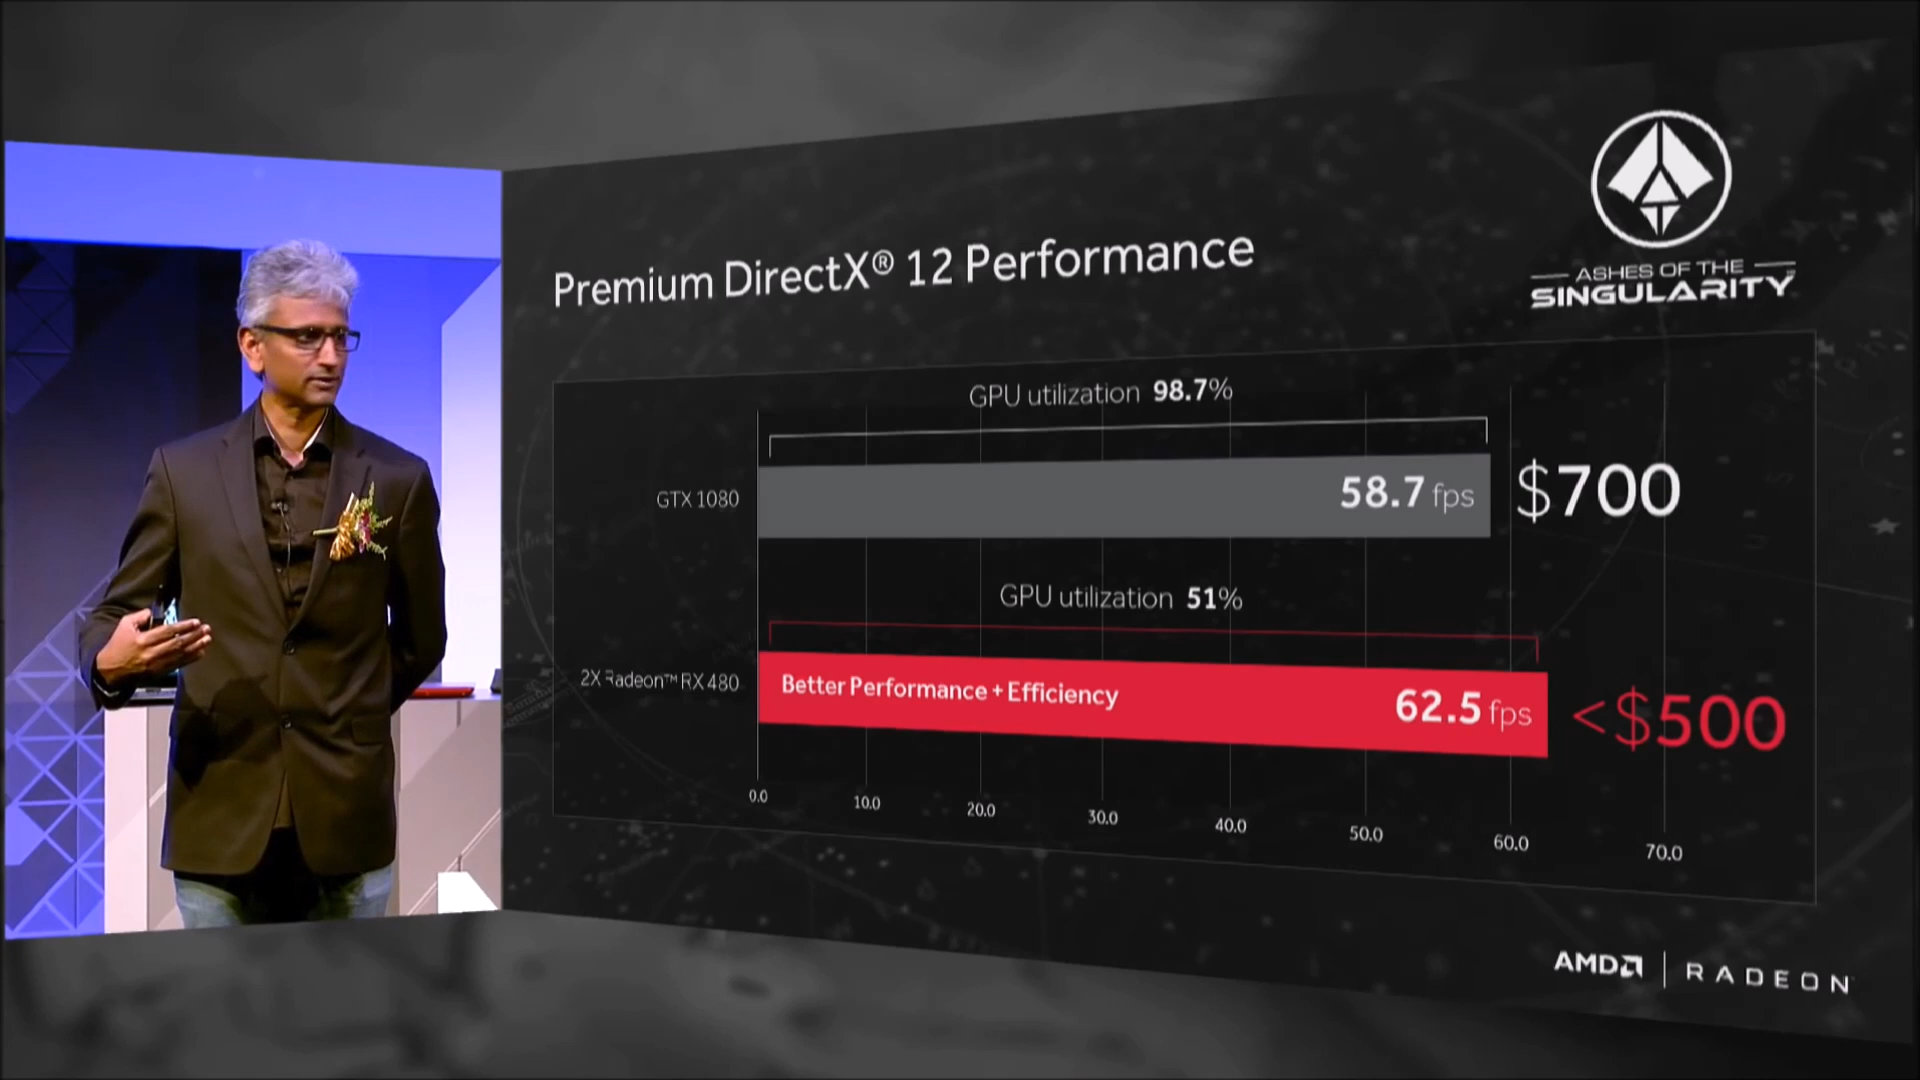 ASHES OF THE
SINGULARITY™
Premium DirectX® 12 Performance
GPU utilization 98.7%
GTX 1080
58.7 fps
$700
GPU utilization 51%
2X Radeon™ RX 480
Better Performance + Efficiency
62.5 fps
<$500
0.0
10.0
20.0
30.0
40.0
50.0
60.0
70.0
AMD
RADEON